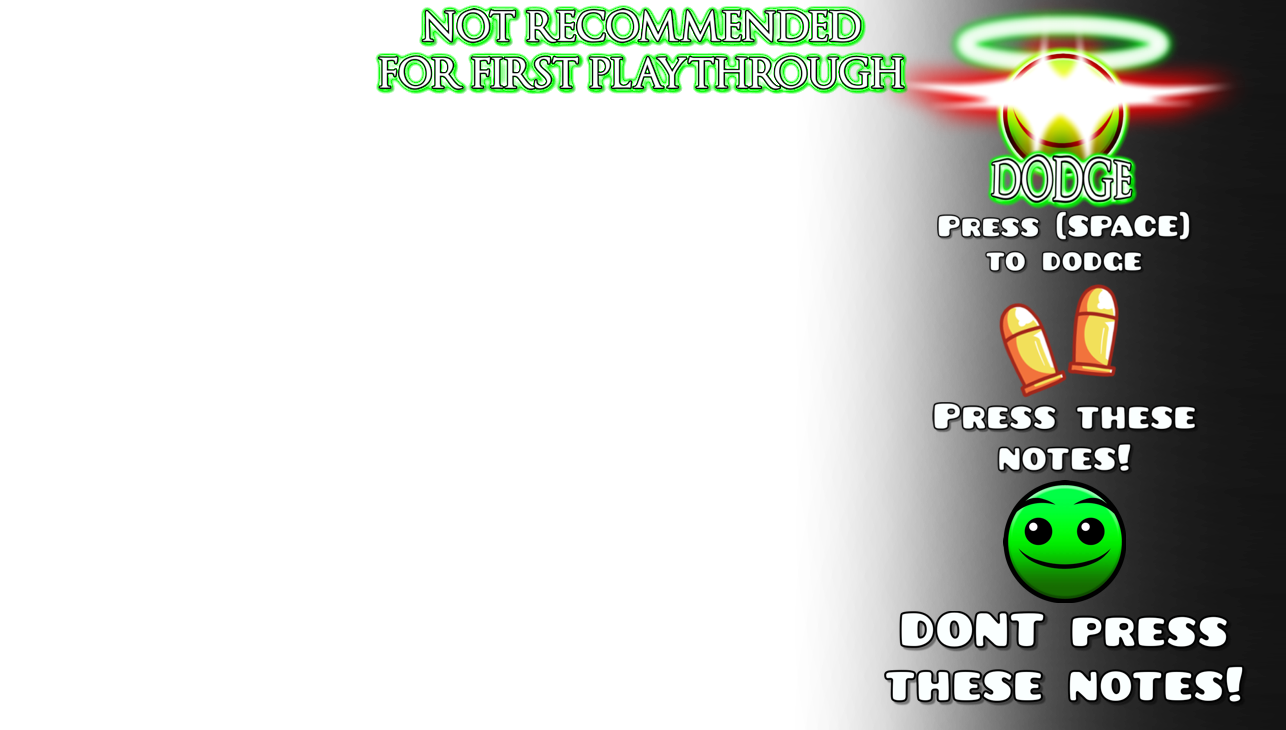 NOT RECOMMENDED
FOR FIRST PLAYTHROUGH
DODGE
PRESS (SPACE)
TO DODGE
PRESS THESE
NOTES!
DONT PRESS
THESE NOTES!